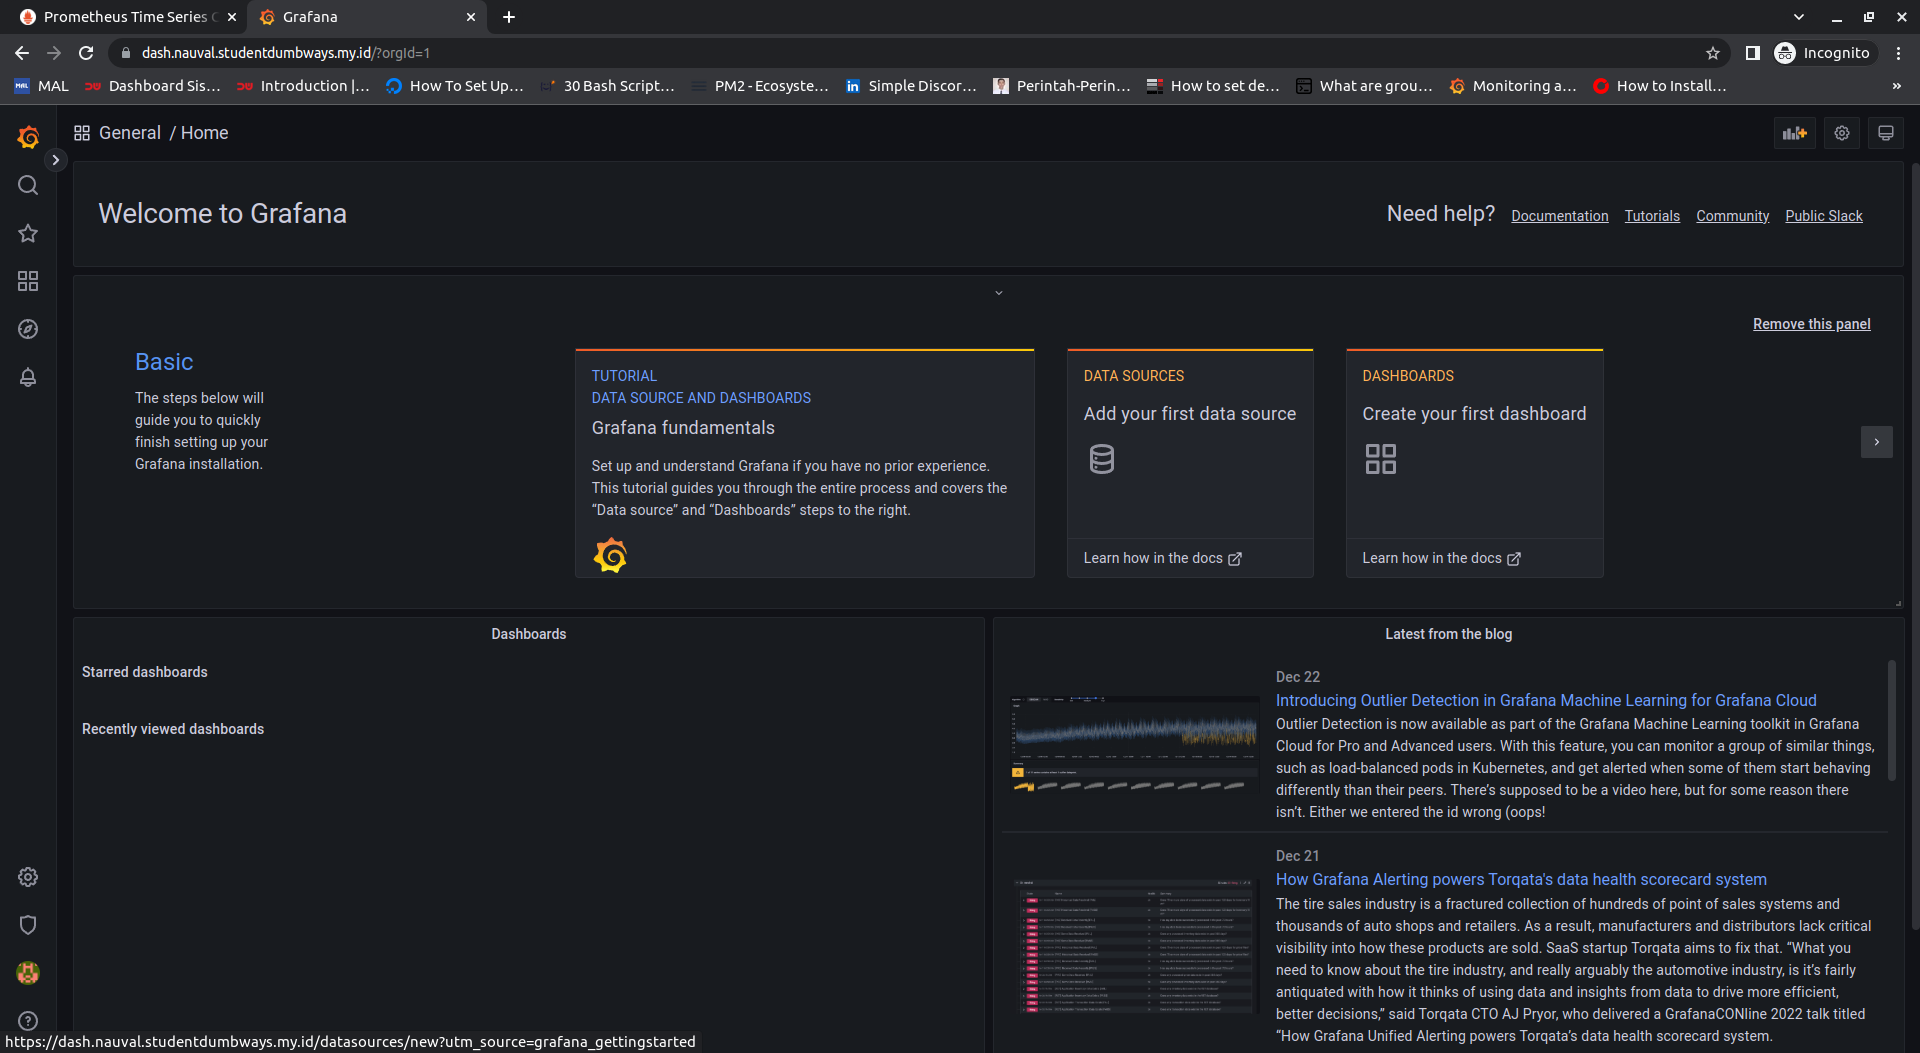 Prometheus Time Series
Grafana
dash.nauval.studentdumbways.my.id/?orgId=1
Incognito
MAL
MAL
Dashboard Sis...
Introduction |...
How To Set Up...
30 Bash Script...
PM2 - Ecosyste...
Simple Discor...
Perintah-Perin...
How to set de...
What are grou...
Monitoring a...
How to Install...
»
General / Home
Welcome to Grafana
Need help? Documentation Tutorials Community Public Slack
Remove this panel
Basic
The steps below will
guide you to quickly
finish setting up your
Grafana installation.
TUTORIAL
DATA SOURCE AND DASHBOARDS
Grafana fundamentals
Set up and understand Grafana if you have no prior experience.
This tutorial guides you through the entire process and covers the
“Data source” and “Dashboards” steps to the right.
DATA SOURCES
Add your first data source
Learn how in the docs
DASHBOARDS
Create your first dashboard
Learn how in the docs
Dashboards
Starred dashboards
Recently viewed dashboards
Latest from the blog
Dec 22
Introducing Outlier Detection in Grafana Machine Learning for Grafana Cloud
Outlier Detection is now available as part of the Grafana Machine Learning toolkit in Grafana
Cloud for Pro and Advanced users. With this feature, you can monitor a group of similar things,
such as load-balanced pods in Kubernetes, and get alerted when some of them start behaving
differently than their peers. There’s supposed to be a video here, but for some reason there
isn’t. Either we entered the id wrong (oops!
Dec 21
How Grafana Alerting powers Torqata's data health scorecard system
The tire sales industry is a fractured collection of hundreds of point of sales systems and
thousands of auto shops and retailers. As a result, manufacturers and distributors lack critical
visibility into how these products are sold. SaaS startup Torqata aims to fix that. “What you
need to know about the tire industry, and really arguably the automotive industry, is it’s fairly
antiquated with how it thinks of using data and insights from data to drive more efficient,
better decisions,” said Torqata CTO AJ Pryor, who delivered a GrafanaCONline 2022 talk titled
“How Grafana Unified Alerting powers Torqata’s data health scorecard system.
https://dash.nauval.studentdumbways.my.id/datasources/new?utm_source=grafana_gettingstarted